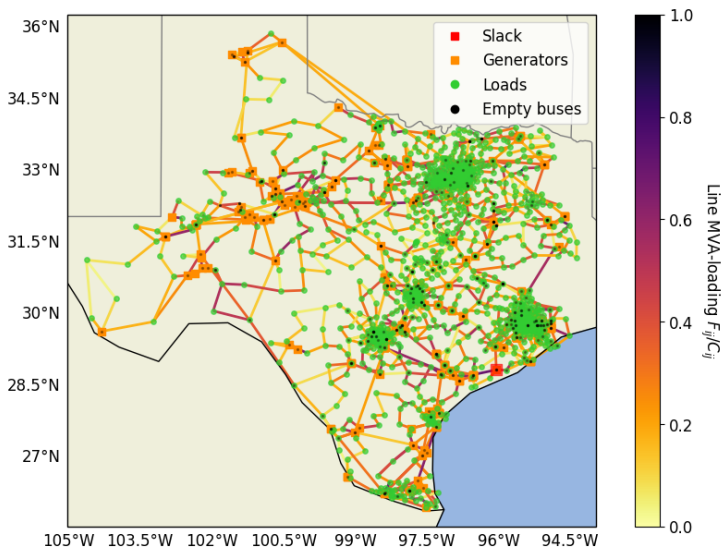 36°N
34.5°N
33°N
31.5°N
30°N
28.5°N
27°N
105°W 103.5°W 102°W 100.5°W 99°W 97.5°W 96°W 94.5°W
Slack
Generators
Loads
Empty buses
1.0
0.8
0.6
0.4
0.2
0.0
Line MVA-loading F_ij/C_ij